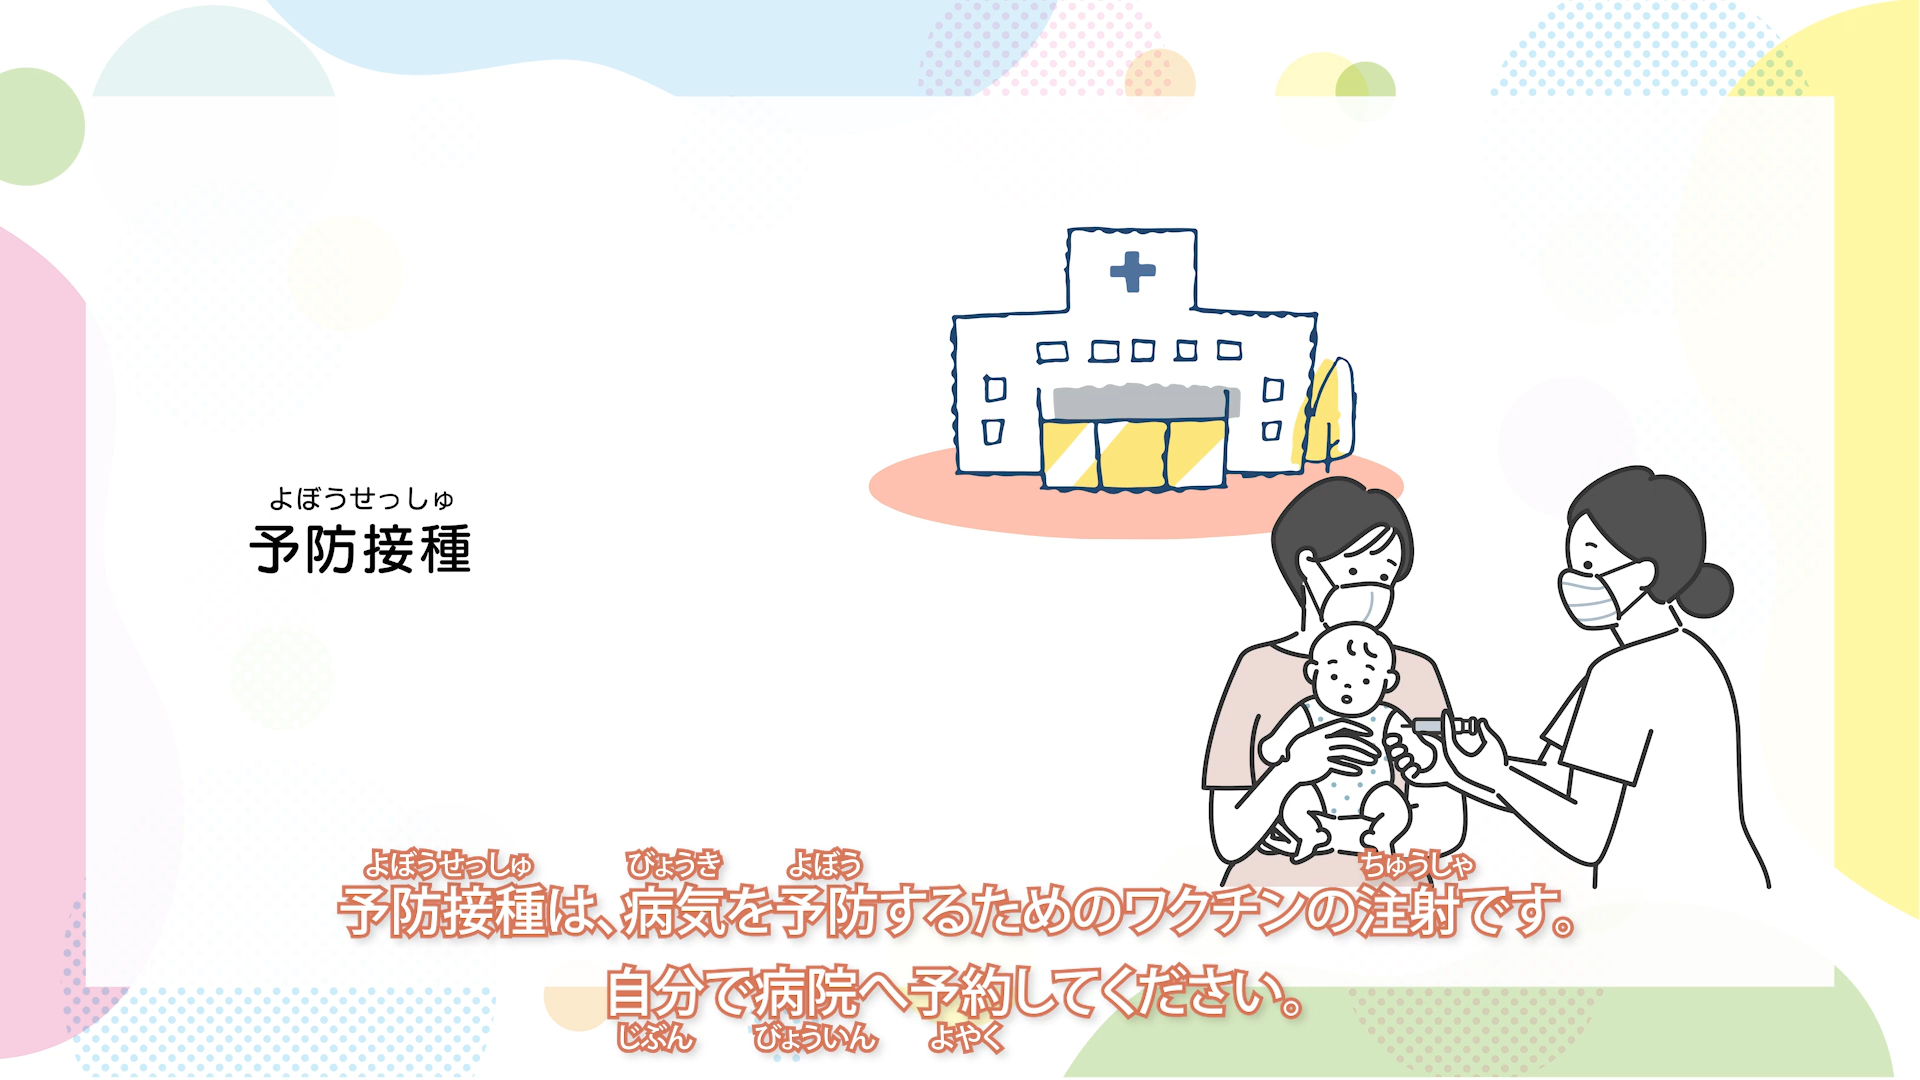 よぼうせっしゅ
予防接種
よぼうせっしゅ びょうき よぼう ちゅうしゃ
予防接種は、病気を予防するためのワクチンの注射です。
自分で病院へ予約してください。
じぶん びょういん よやく